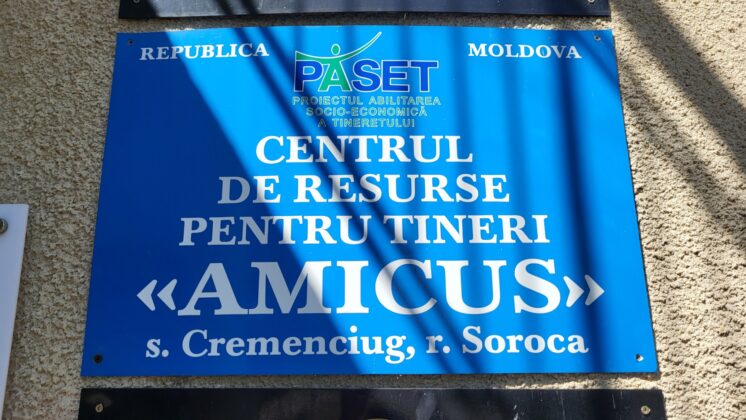 REPUBLICA MOLDOVA
PASET
PROIECTUL ABILITAREA
SOCIO-ECONOMICĂ
A TINERETULUI
CENTRUL
DE RESURSE
PENTRU TINERI
«AMICUS»
s. Cremenciug, r. Soroca